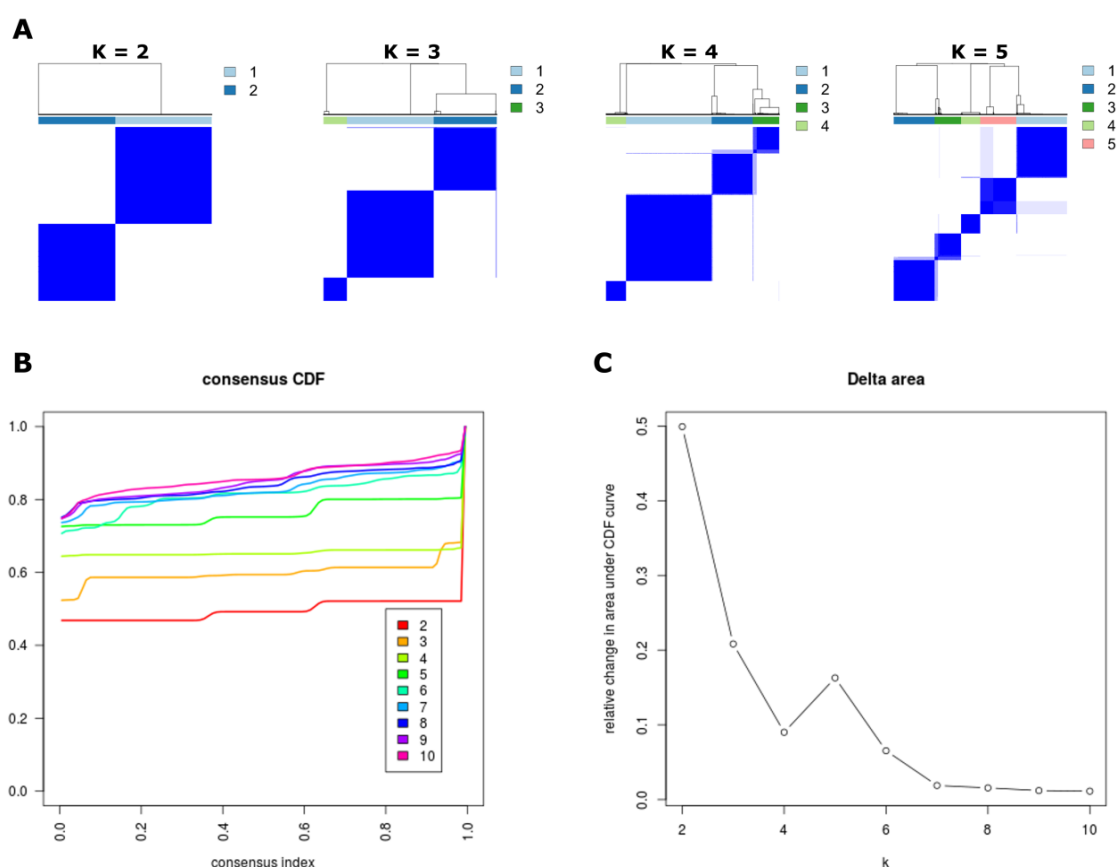 A
K = 2
1
2
K = 3
1
2
3
K = 4
1
2
3
4
K = 5
1
2
3
4
5
B
consensus CDF
1.0
0.8
0.6
0.4
0.2
0.0
2
3
4
5
6
7
8
9
10
0.0 0.2 0.4 0.6 0.8 1.0
consensus index
C
Delta area
relative change in area under CDF curve
0.5
0.4
0.2
0.1
0.0
2 4 6 8 10
k